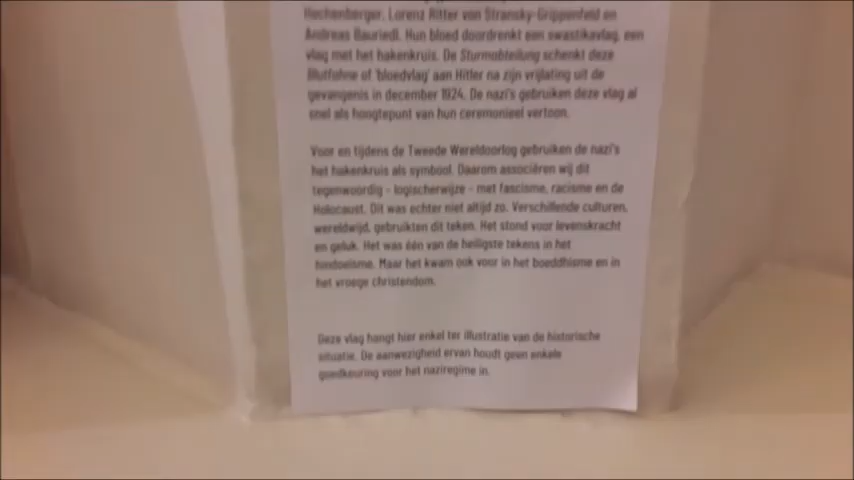 Hechenberger, Lorenz Ritter von Stransky-Grippenfeld en
Andreas Bauriedl. Hun bloed doordrenkt een swastikavlag, een
vlag met het hakenkruis. De Sturmabteilung schenkt deze
Blutfahne of 'bloedvlag' aan Hitler na zijn vrijlating uit de
gevangenis in december 1924. De nazi's gebruiken deze vlag al
snel als hoogtepunt van hun ceremonieel vertoon.
Voor en tijdens de Tweede Wereldoorlog gebruiken de nazi's
het hakenkruis als symbool. Daarom associëren wij dit
tegenwoordig - logischerwijze - met fascisme, racisme en de
Holocaust. Dit was echter niet altijd zo. Verschillende culturen,
wereldwijd, gebruikten dit teken. Het stond voor levenskracht
en geluk. Het was één van de heiligste tekens in het
hindoeïsme. Maar het kwam ook voor in het boeddhisme en in
het vroege christendom.
Deze vlag hangt hier enkel ter illustratie van de historische
situatie. De aanwezigheid ervan houdt geen enkele
goedkeuring voor het naziregime in.